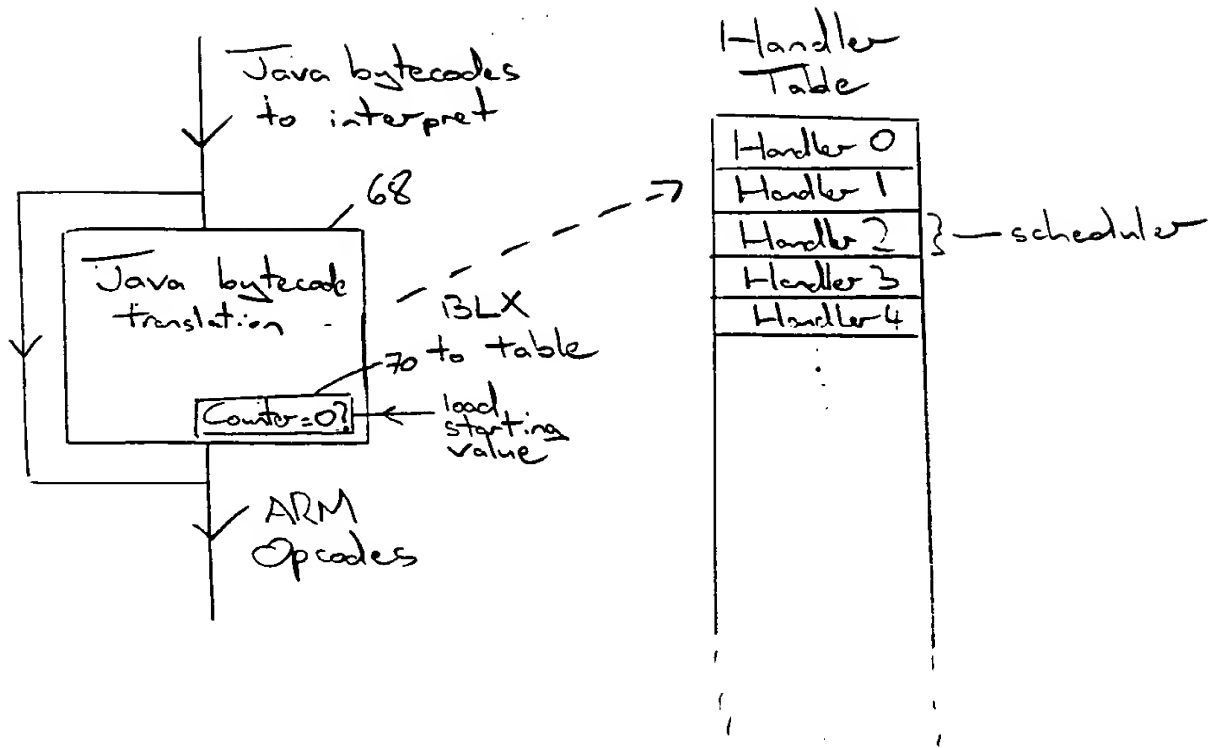 Java bytecodes
to interpret
68
Java bytecode
translation
BLX
to table
70
Counter=0?
load
starting
value
ARM
Opcodes
Handler
Table
Handler 0
Handler 1
Handler 2
scheduler
Handler 3
Handler 4